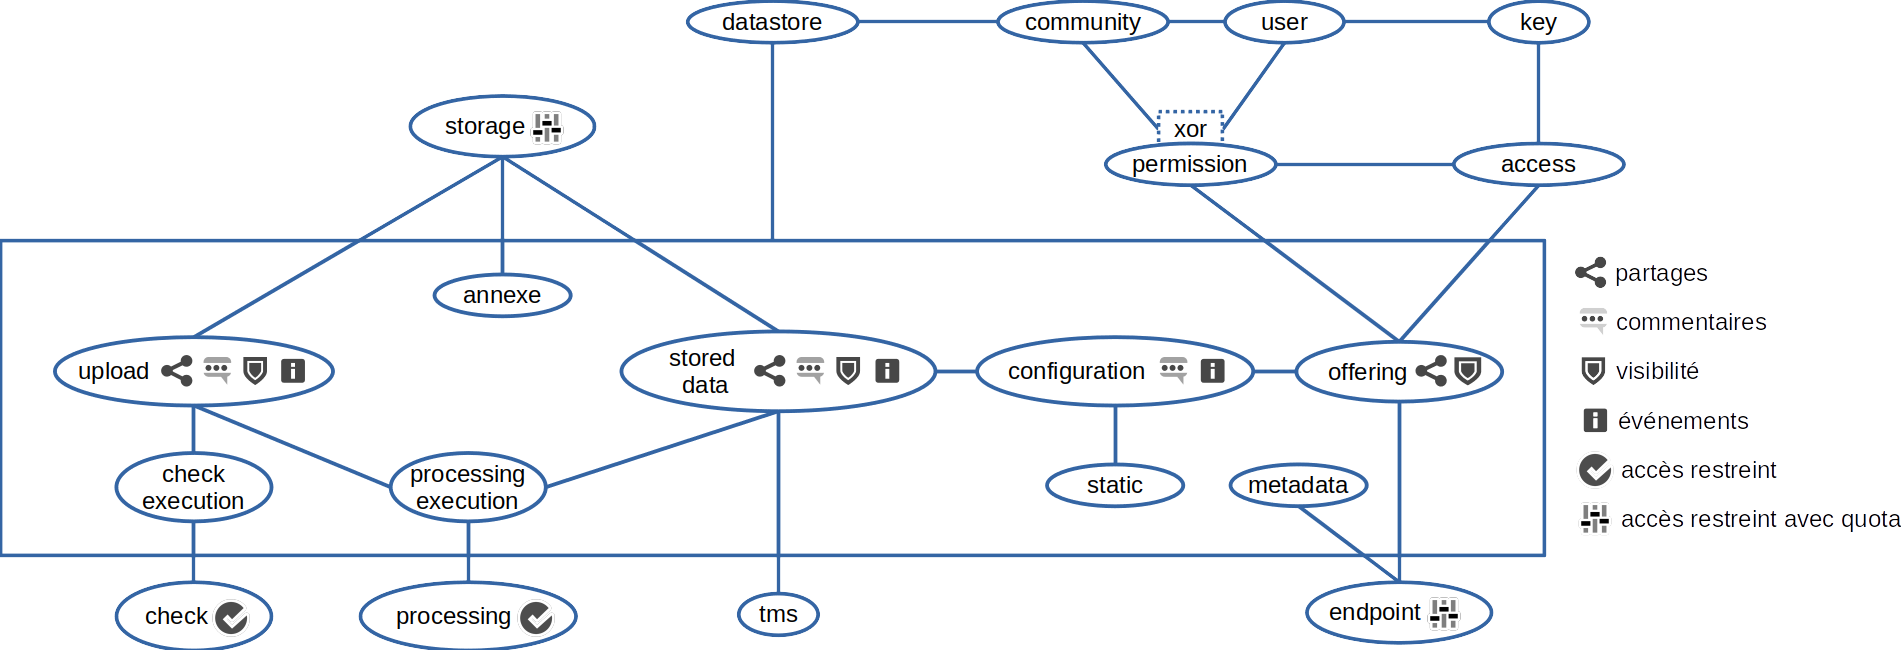 datastore
community
user
key
storage
xor
permission
access
annexe
partages
commentaires
upload
stored
data
configuration
offering
visibilité
événements
check
execution
processing
execution
static
metadata
accès restreint
accès restreint avec quota
check
processing
tms
endpoint